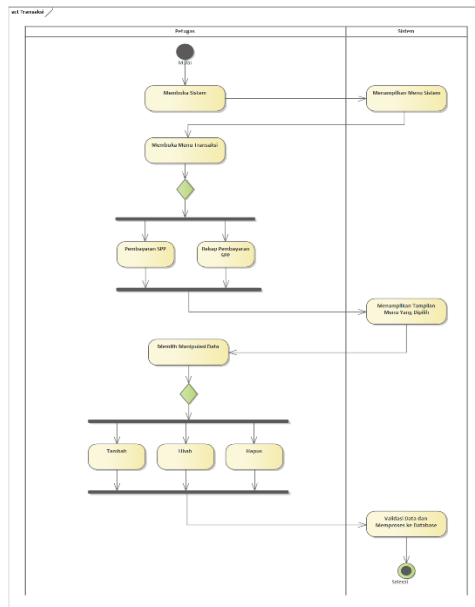 act Transaksi
Petugas
Sistem
Mulai
Membuka Sistem
Menampilkan Menu Sistem
Membuka Menu Transaksi
Pembayaran SPP
Rekap Pembayaran
SPP
Menampilkan Tampilan
Menu Yang Dipilih
Memilih Manipulasi Data
Tambah
Ubah
Hapus
Validasi Data dan
Memproses ke Database
Selesai